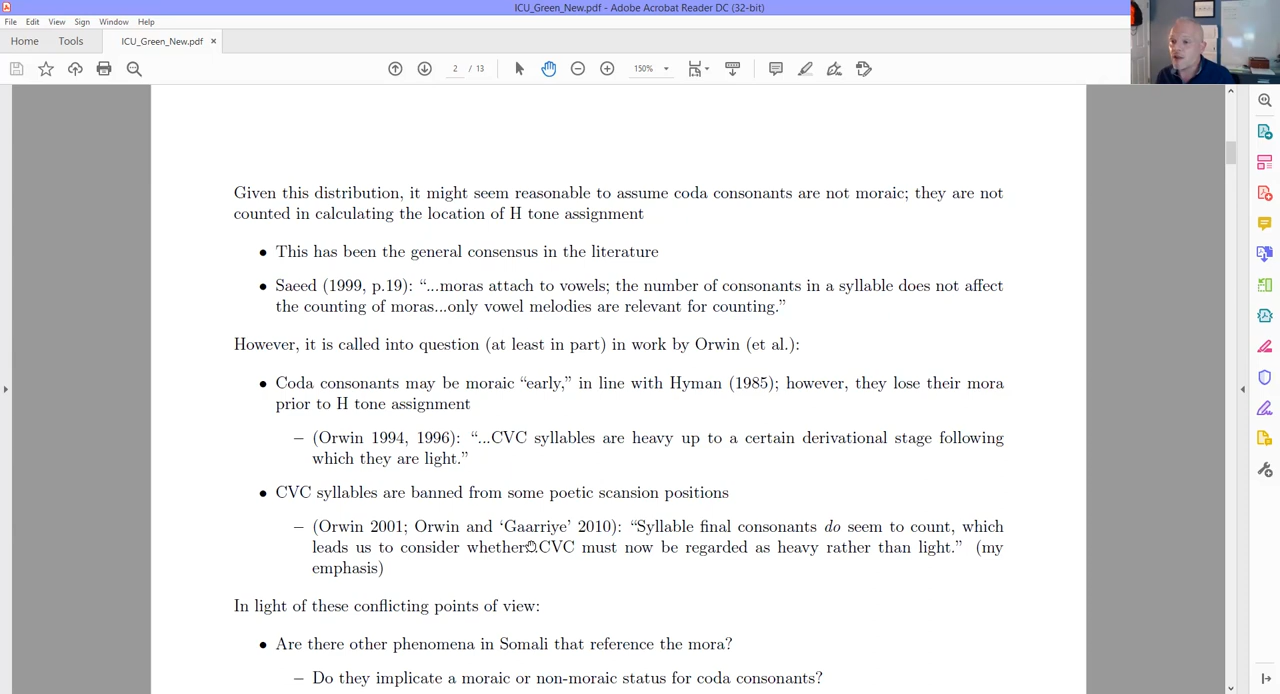 ICU_Green_New.pdf - Adobe Acrobat Reader DC (32-bit)
File Edit View Sign Window Help
Home Tools ICU_Green_New.pdf ×
2 / 13 150%
Given this distribution, it might seem reasonable to assume coda consonants are not moraic; they are not
counted in calculating the location of H tone assignment
• This has been the general consensus in the literature
• Saeed (1999, p.19): “...moras attach to vowels; the number of consonants in a syllable does not affect
the counting of moras...only vowel melodies are relevant for counting.”
However, it is called into question (at least in part) in work by Orwin (et al.):
• Coda consonants may be moraic “early,” in line with Hyman (1985); however, they lose their mora
prior to H tone assignment
– (Orwin 1994, 1996): “...CVC syllables are heavy up to a certain derivational stage following
which they are light.”
• CVC syllables are banned from some poetic scansion positions
– (Orwin 2001; Orwin and ‘Gaarriye’ 2010): “Syllable final consonants do seem to count, which
leads us to consider whether CVC must now be regarded as heavy rather than light.” (my
emphasis)
In light of these conflicting points of view:
• Are there other phenomena in Somali that reference the mora?
– Do they implicate a moraic or non-moraic status for coda consonants?